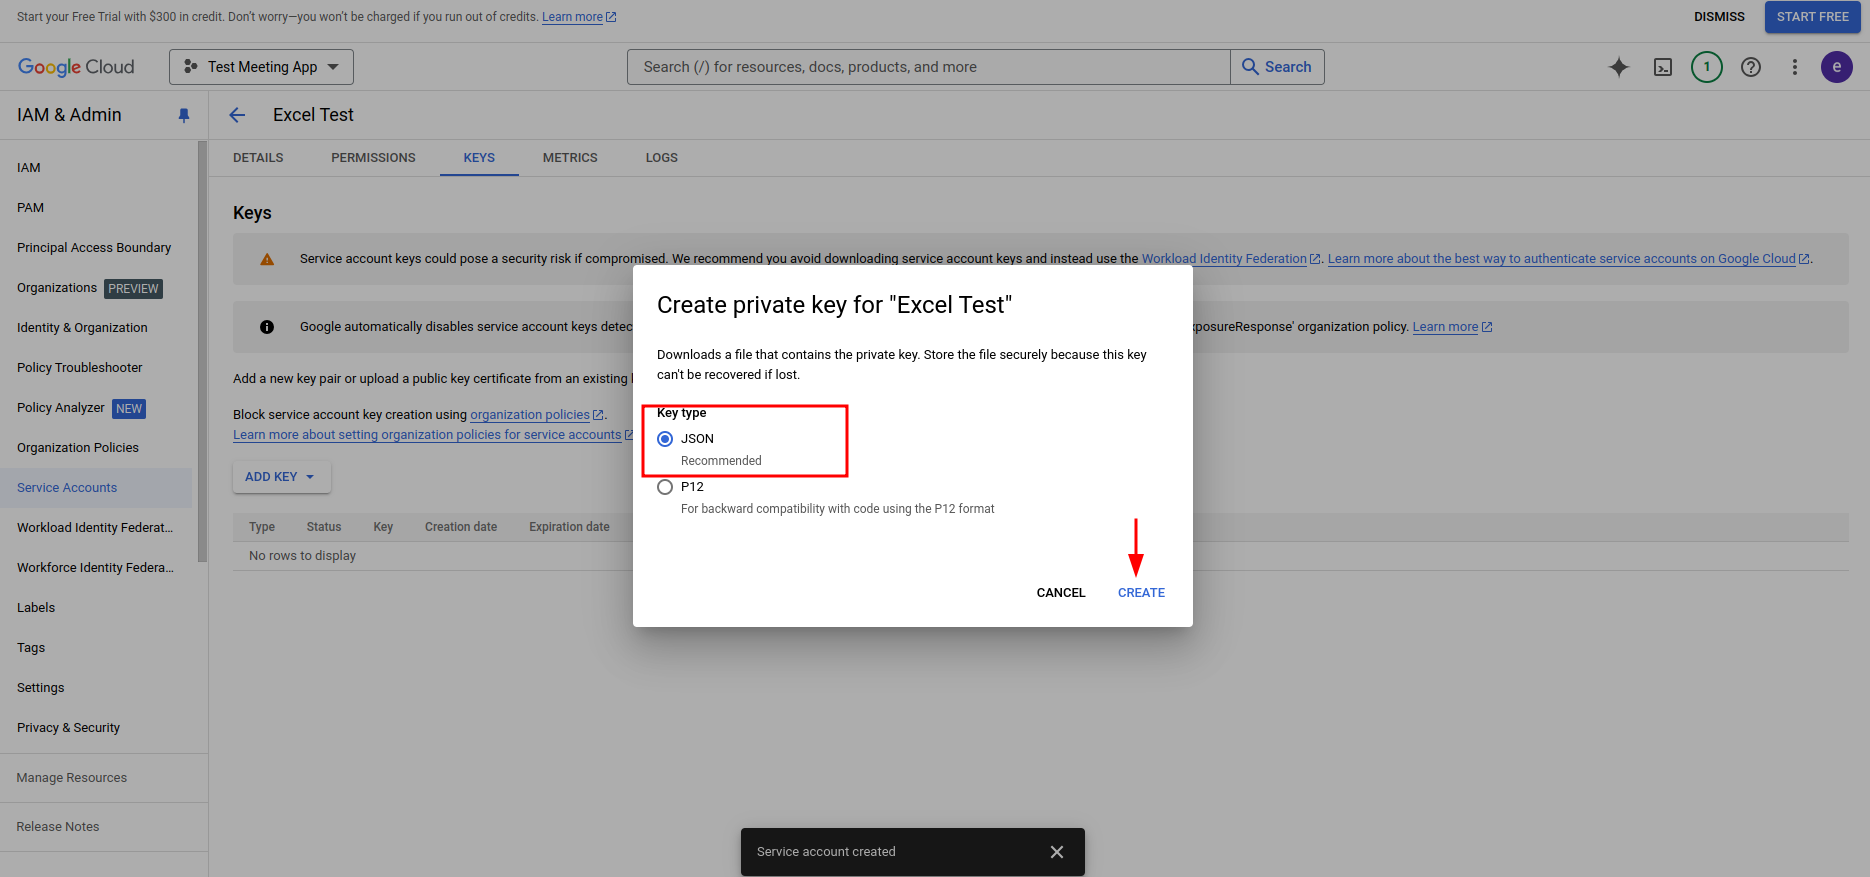 Start your Free Trial with $300 in credit. Don’t worry—you won’t be charged if you run out of credits. Learn more
DISMISS
START FREE
Google Cloud
Test Meeting App
Search (/) for resources, docs, products, and more
Search
1
e
IAM & Admin
Excel Test
DETAILS
PERMISSIONS
KEYS
METRICS
LOGS
IAM
PAM
Principal Access Boundary
Organizations PREVIEW
Identity & Organization
Policy Troubleshooter
Policy Analyzer NEW
Organization Policies
Service Accounts
Workload Identity Federat...
Workforce Identity Federa...
Labels
Tags
Settings
Privacy & Security
Manage Resources
Release Notes
Keys
Service account keys could pose a security risk if compromised. We recommend you avoid downloading service account keys and instead use the Workload Identity Federation. Learn more about the best way to authenticate service accounts on Google Cloud.
Google automatically disables service account keys detec
posureResponse' organization policy. Learn more
Add a new key pair or upload a public key certificate from an existing
Block service account key creation using organization policies.
Learn more about setting organization policies for service accounts
ADD KEY
Type Status Key Creation date Expiration date
No rows to display
Create private key for "Excel Test"
Downloads a file that contains the private key. Store the file securely because this key
can't be recovered if lost.
Key type
JSON
Recommended
P12
For backward compatibility with code using the P12 format
CANCEL
CREATE
Service account created